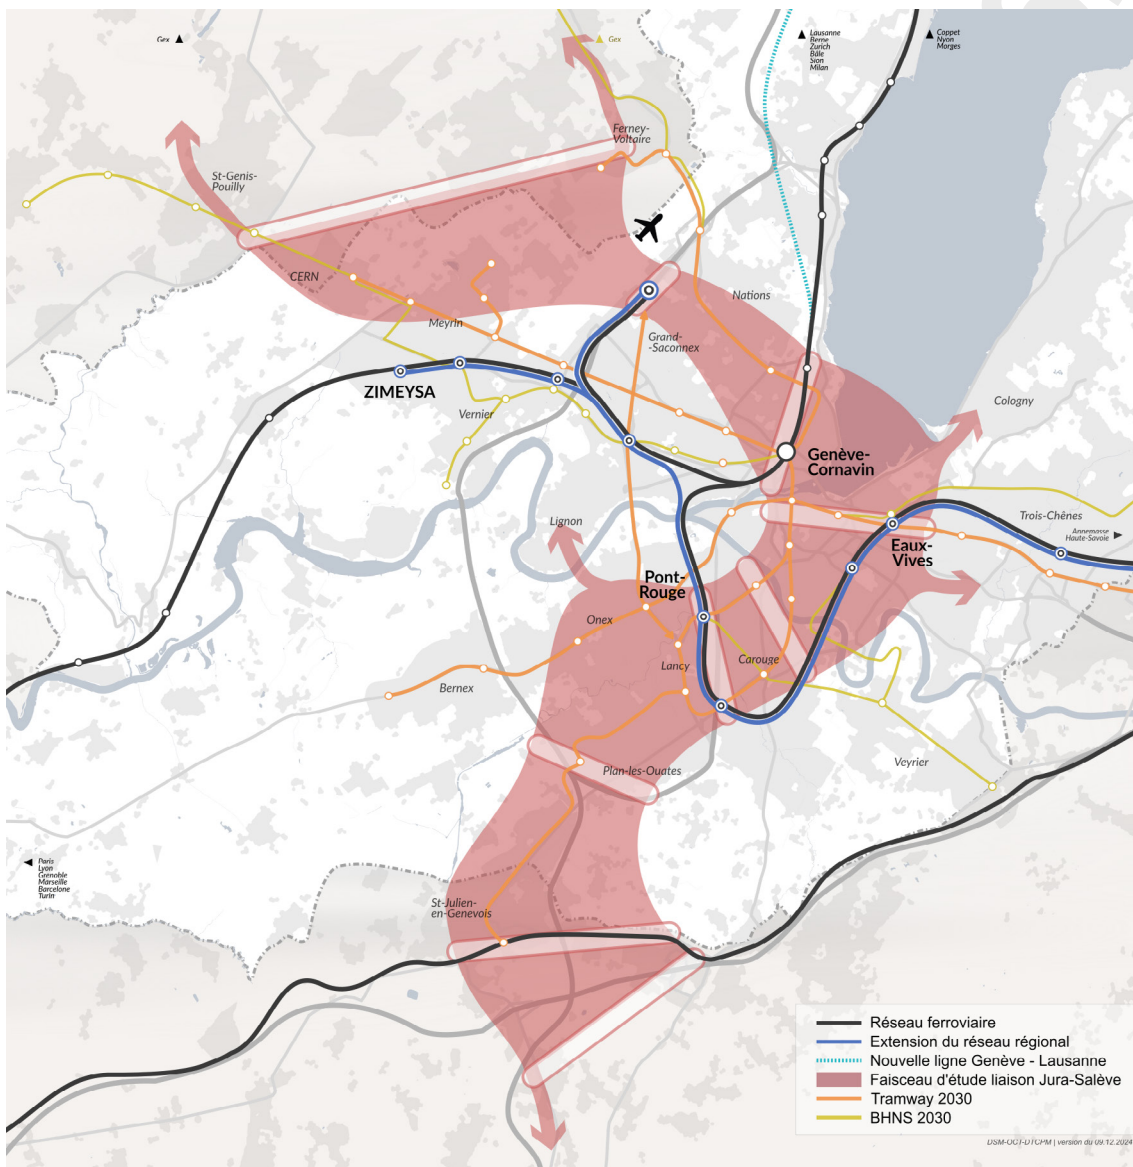 Gex
Gex
Lausanne
Berne
Zurich
Bâle
Sion
Milan
Coppet
Nyon
Morges
Ferney-
Voltaire
St-Genis-
Pouilly
CERN
Nations
Meyrin
Grand-
-Saconnex
ZIMEYSA
Vernier
Cologny
Genève-
Cornavin
Lignon
Trois-Chênes
Annemasse
Haute-Savoie
Eaux-
Vives
Pont-
Rouge
Onex
Lancy
Carouge
Bernex
Plan-les-Ouates
Veyrier
Paris
Lyon
Grenoble
Marseille
Barcelone
Turin
St-Julien-
en-Genevois
Réseau ferroviaire
Extension du réseau régional
Nouvelle ligne Genève - Lausanne
Faisceau d'étude liaison Jura-Salève
Tramway 2030
BHNS 2030
DSM-OCT-DTCPM | version du 09.12.2024